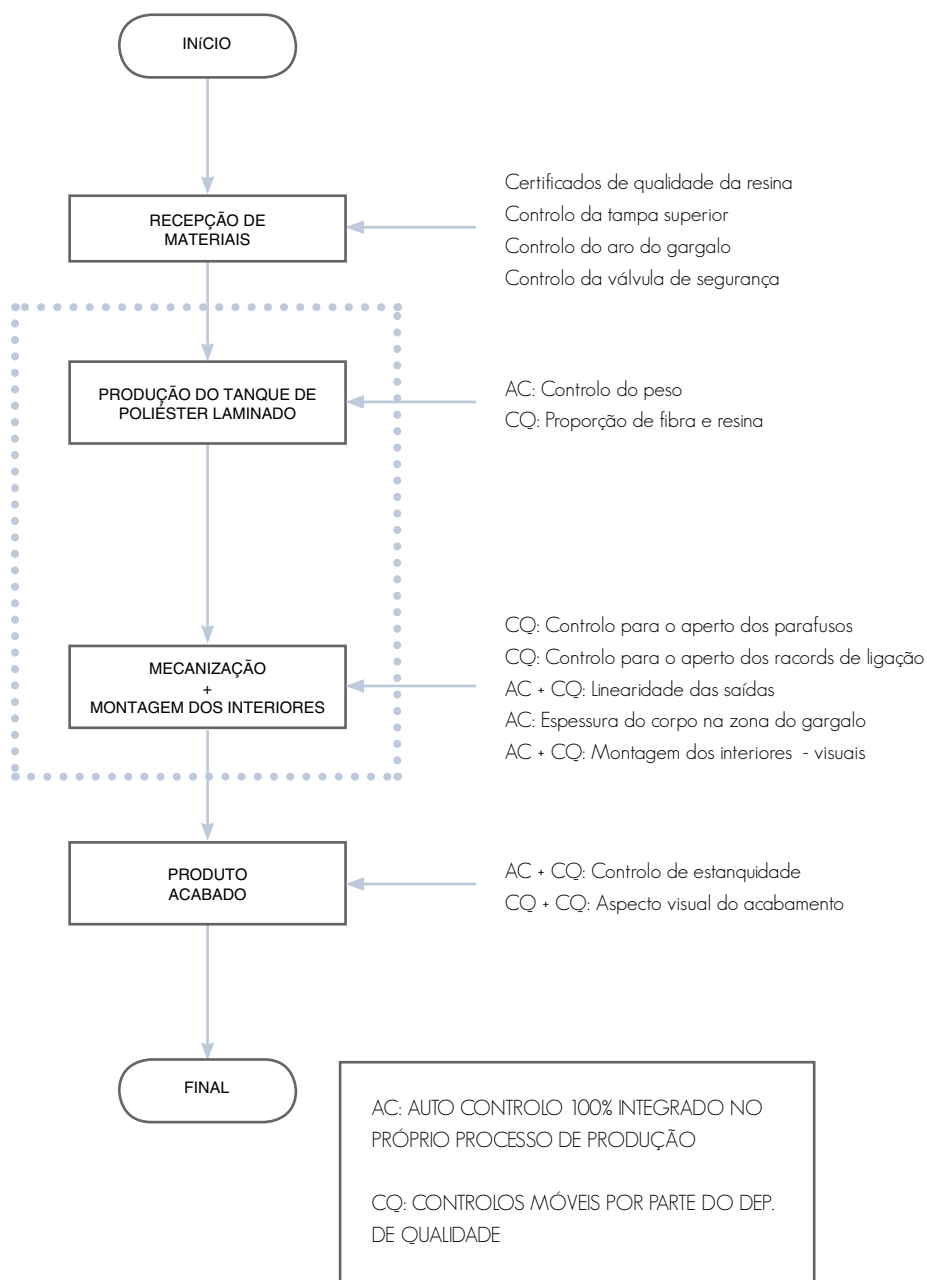 INíCIO
Certificados de qualidade da resina
Controlo da tampa superior
Controlo do aro do gargalo
Controlo da válvula de segurança
RECEPÇÃO DE
MATERIAIS
PRODUÇÃO DO TANQUE DE
POLIÉSTER LAMINADO
AC: Controlo do peso
CQ: Proporção de fibra e resina
MECANIZAÇÃO
+
MONTAGEM DOS INTERIORES
CQ: Controlo para o aperto dos parafusos
CQ: Controlo para o aperto dos racords de ligação
AC + CQ: Linearidade das saídas
AC: Espessura do corpo na zona do gargalo
AC + CQ: Montagem dos interiores - visuais
PRODUTO
ACABADO
AC + CQ: Controlo de estanquidade
CQ + CQ: Aspecto visual do acabamento
FINAL
AC: AUTO CONTROLO 100% INTEGRADO NO
PRÓPRIO PROCESSO DE PRODUÇÃO
CQ: CONTROLOS MÓVEIS POR PARTE DO DEP.
DE QUALIDADE